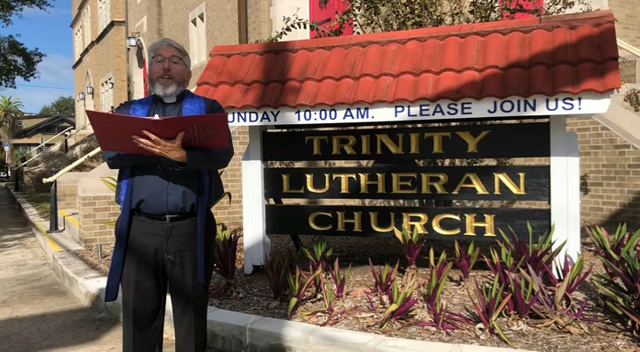 UNDAY 10:00 AM. PLEASE JOIN US!
TRINITY
LUTHERAN
CHURCH